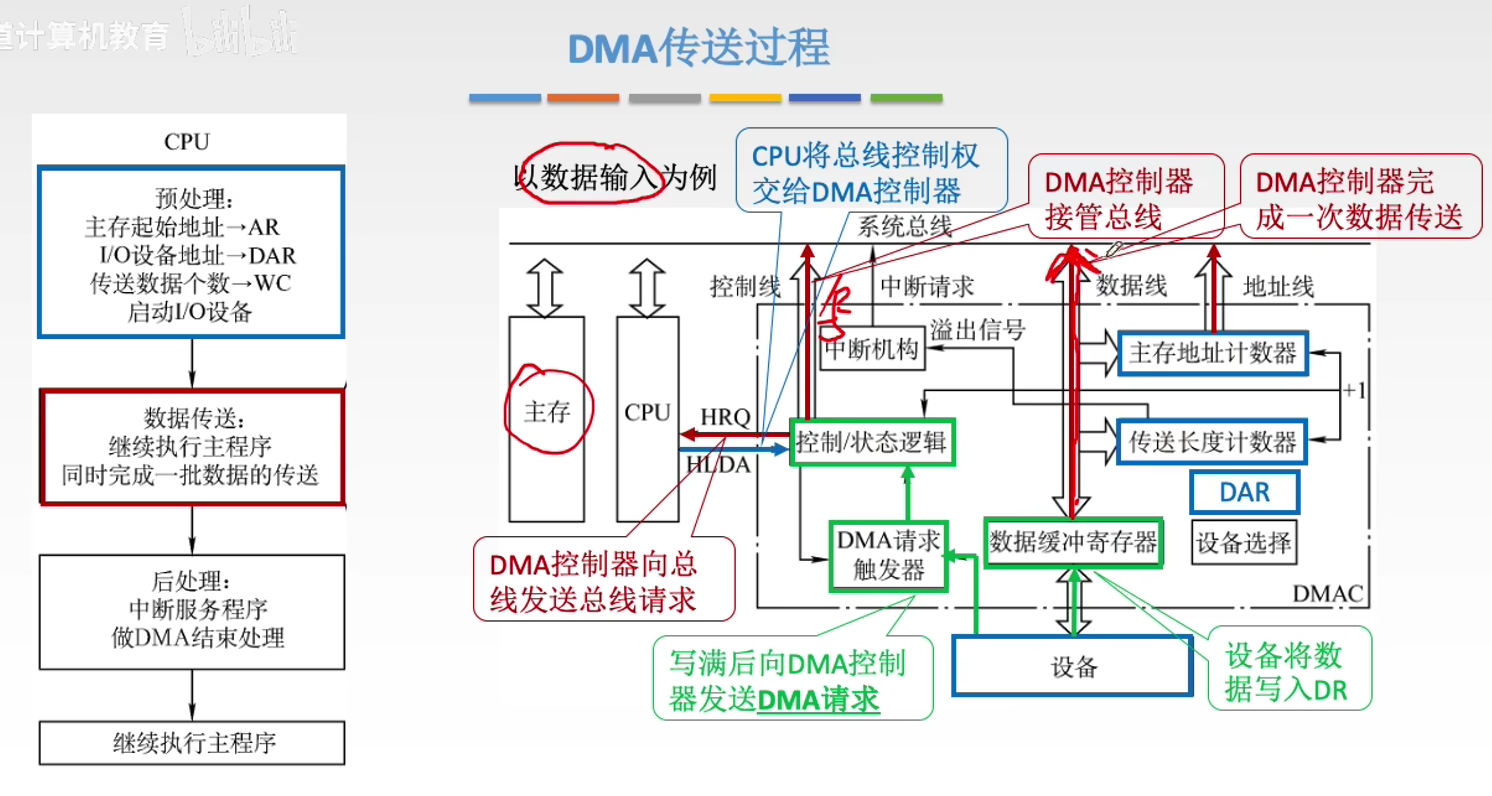 道计算机教育 bilibili
DMA传送过程
CPU
预处理:
主存起始地址→AR
I/O设备地址→DAR
传送数据个数→WC
启动I/O设备
数据传送:
继续执行主程序
同时完成一批数据的传送
后处理:
中断服务程序
做DMA结束处理
继续执行主程序
以数据输入为例
CPU将总线控制权
交给DMA控制器
DMA控制器
接管总线
DMA控制器完
成一次数据传送
系统总线
控制线
中断请求
数据线
地址线
溢出信号
中断机构
主存地址计数器
+1
主存
CPU
HRQ
HLDA
控制/状态逻辑
传送长度计数器
DAR
DMA请求
触发器
数据缓冲寄存器
设备选择
DMAC
DMA控制器向总
线发送总线请求
写满后向DMA控制
器发送DMA请求
设备
设备将数
据写入DR